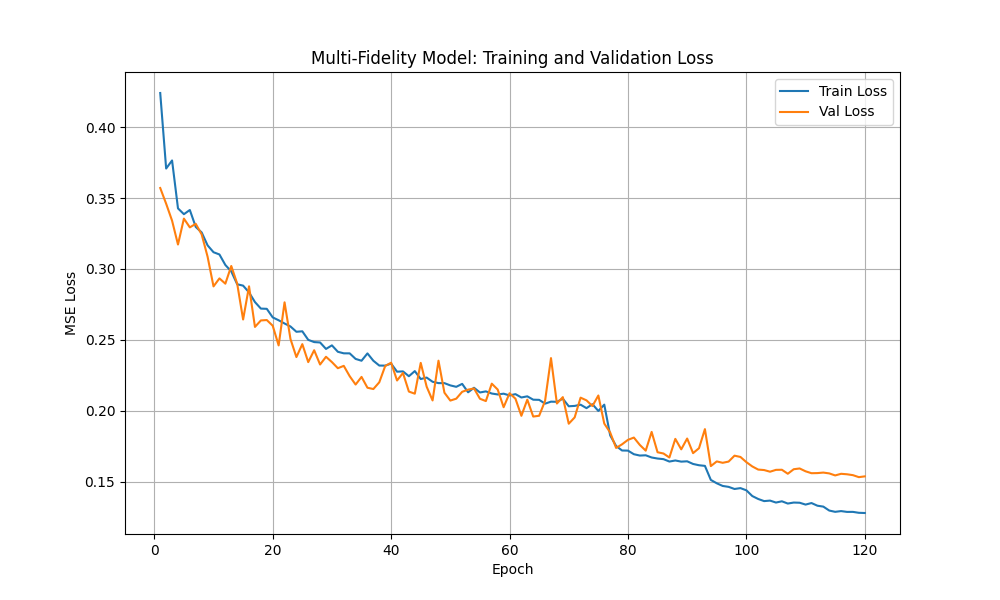 Multi-Fidelity Model: Training and Validation Loss
Train Loss
Val Loss
MSE Loss
0.40
0.35
0.30
0.25
0.20
0.15
0 20 40 60 80 100 120
Epoch